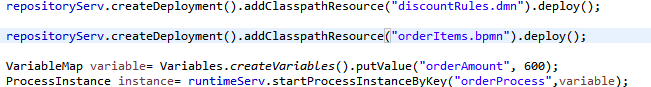 repositoryServ.createDeployment().addClasspathResource("discountRules.dmn").deploy();
repositoryServ.createDeployment().addClasspathResource("orderItems.bpmn").deploy();
VariableMap variable= Variables.createVariables().putValue("orderAmount", 600);
ProcessInstance instance= runtimeServ.startProcessInstanceByKey("orderProcess",variable);